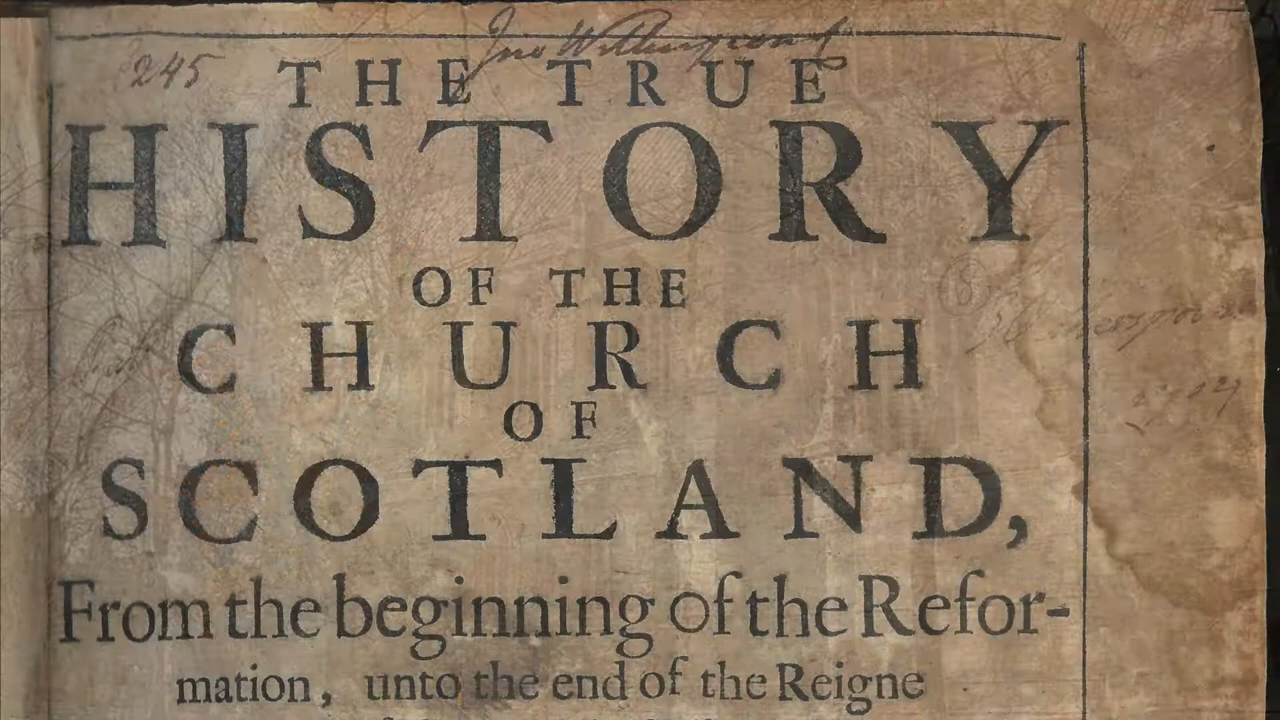 245
THE TRUE
HISTORY
OF THE
CHURCH
OF
SCOTLAND,
From the beginning of the Refor-
mation, unto the end of the Reigne